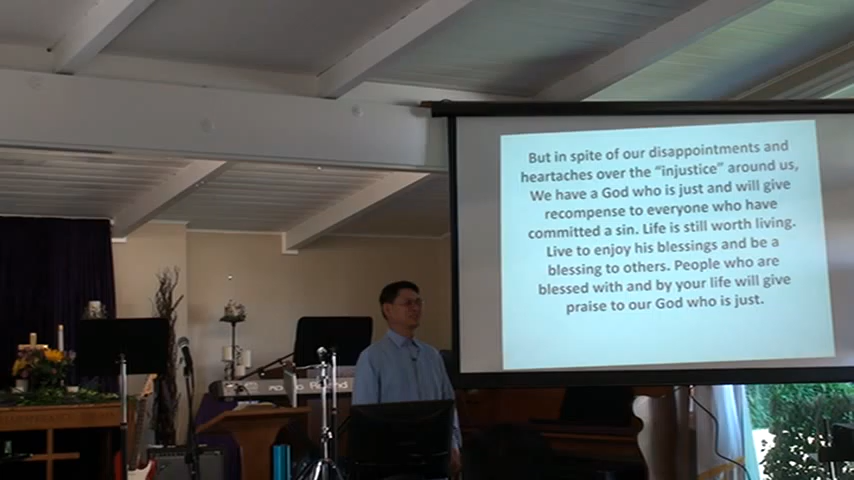 But in spite of our disappointments and
heartaches over the “injustice” around us,
We have a God who is just and will give
recompense to everyone who have
committed a sin. Life is still worth living.
Live to enjoy his blessings and be a
blessing to others. People who are
blessed with and by your life will give
praise to our God who is just.
Roland